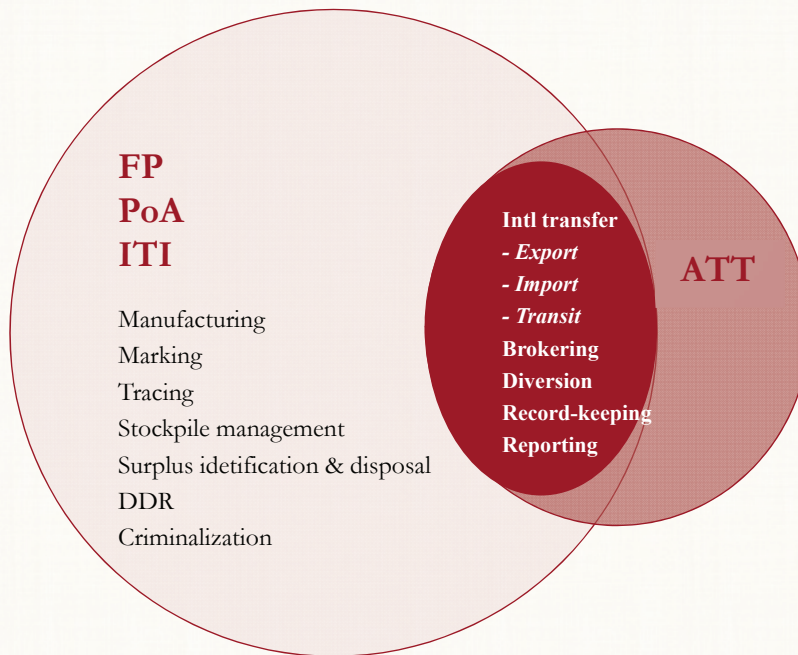 FP
PoA
ITI
Manufacturing
Marking
Tracing
Stockpile management
Surplus idetification & disposal
DDR
Criminalization
Intl transfer
- Export
- Import
- Transit
Brokering
Diversion
Record-keeping
Reporting
ATT